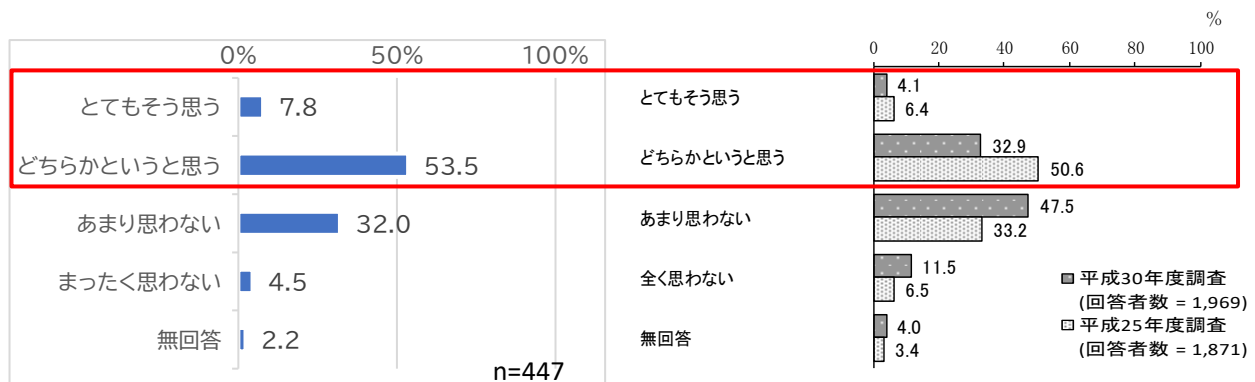 0% 50% 100%
とてもそう思う 7.8
どちらかというと思う 53.5
あまり思わない 32.0
まったく思わない 4.5
無回答 2.2
n=447
%
0 20 40 60 80 100
とてもそう思う 4.1
6.4
どちらかというと思う 32.9
50.6
あまり思わない 47.5
33.2
全く思わない 11.5
6.5
無回答 4.0
3.4
平成30年度調査
(回答者数 = 1,969)
平成25年度調査
(回答者数 = 1,871)